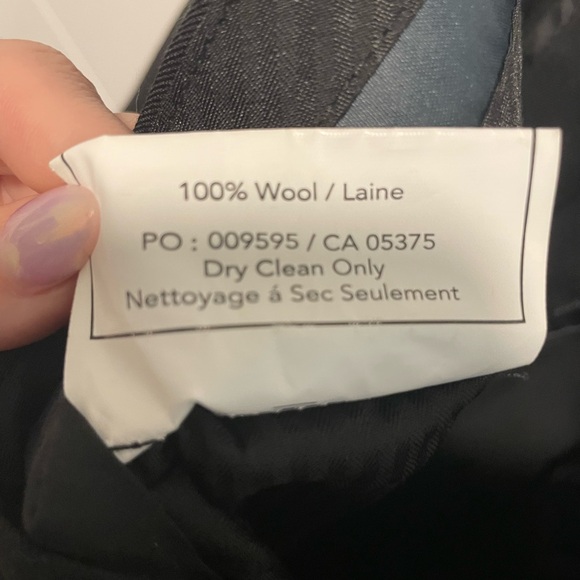 100% Wool / Laine
PO : 009595 / CA 05375
Dry Clean Only
Nettoyage á Sec Seulement